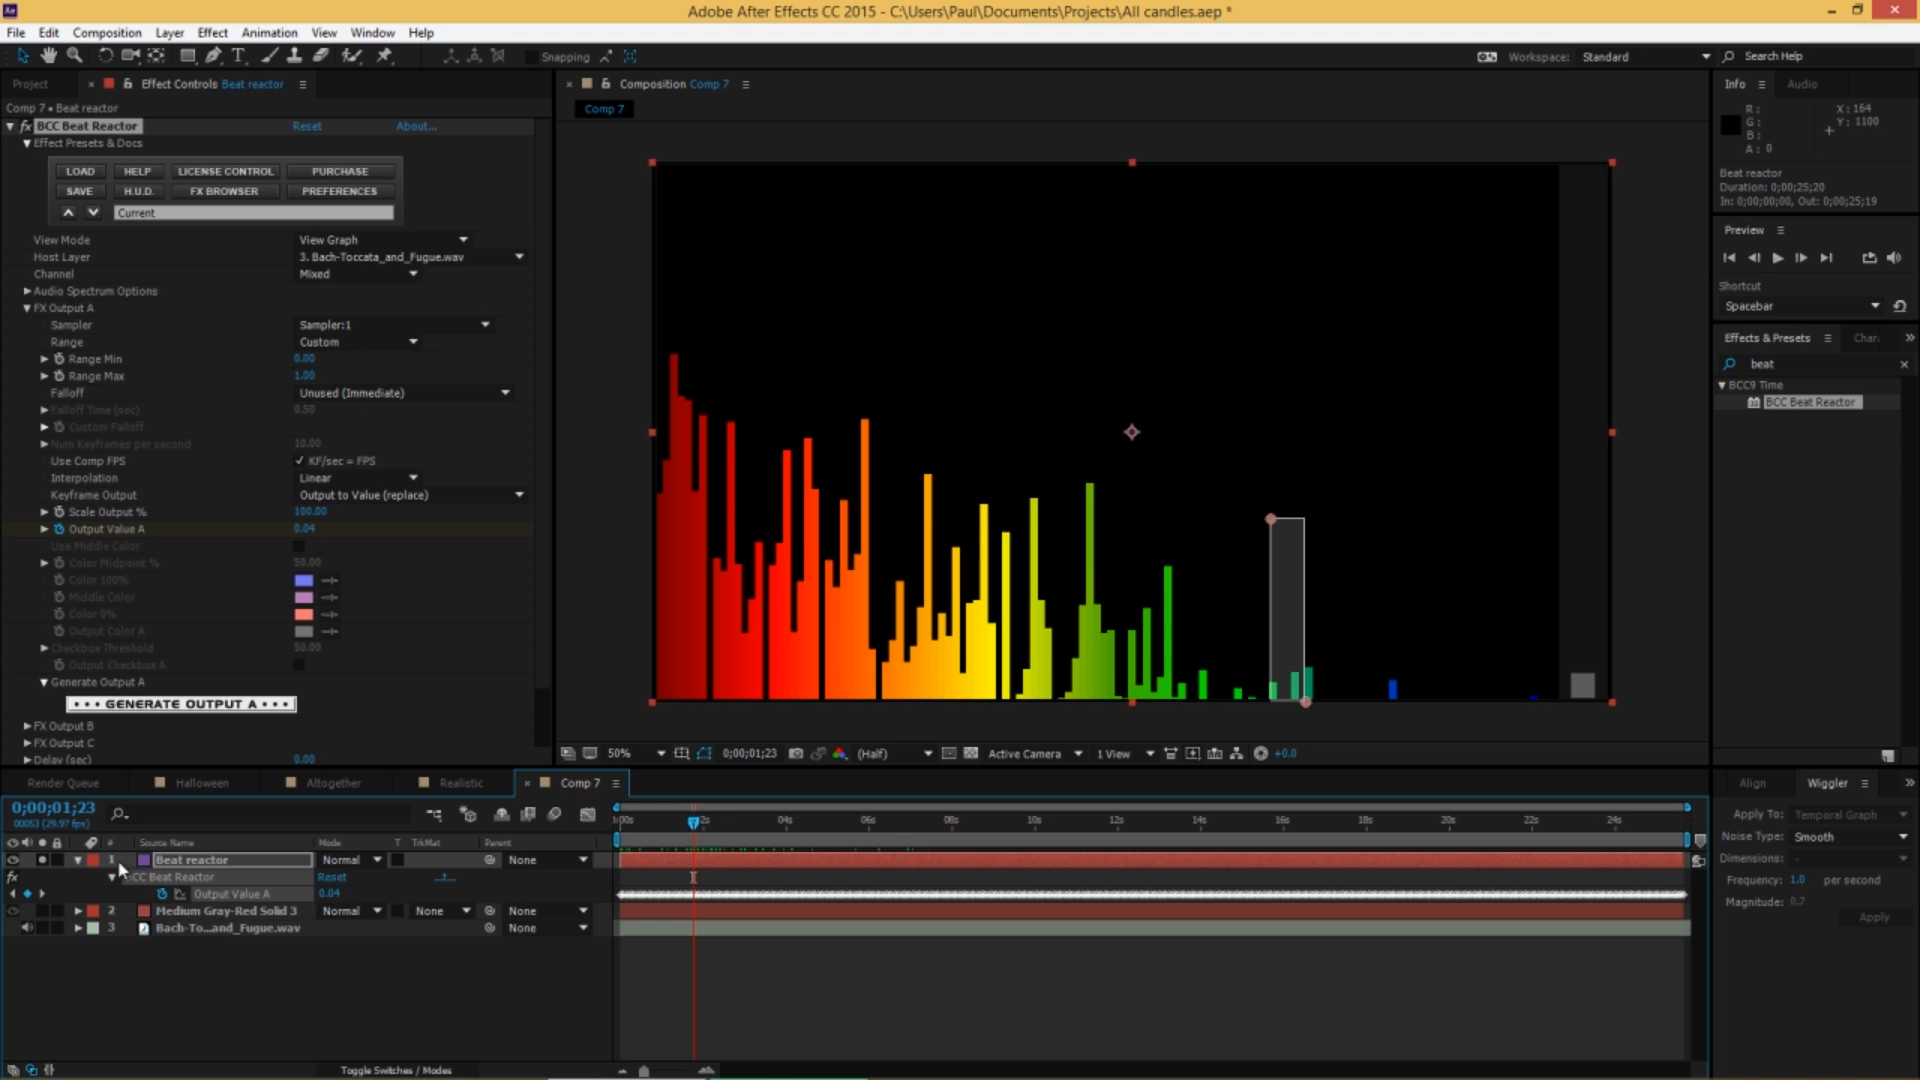 Adobe After Effects CC 2015 - C:\Users\Paul\Documents\Projects\All candles.aep *
File Edit Composition Layer Effect Animation View Window Help
Snapping
Workspace: Standard
Search Help
Project
Effect Controls Beat reactor
Composition Comp 7
Info
Audio
Comp 7 • Beat reactor
Comp 7
R :
G :
B :
A : 0
X : 164
Y : 1100
fx BCC Beat Reactor Reset About...
Effect Presets & Docs
LOAD HELP LICENSE CONTROL PURCHASE
SAVE H.U.D. FX BROWSER PREFERENCES
Current
View Mode View Graph
Host Layer 3. Bach-Toccata_and_Fugue.wav
Channel Mixed
Audio Spectrum Options
FX Output A
Sampler Sampler:1
Range Custom
Range Min 0.00
Range Max 1.00
Falloff Unused (Immediate)
Falloff Time (sec) 0.50
Custom Falloff
Num Keyframes per second 10.00
Use Comp FPS KF/sec = FPS
Interpolation Linear
Keyframe Output Output to Value (replace)
Scale Output % 100.00
Output Value A 0.04
Use Middle Color
Color Midpoint % 50.00
Color 100%
Middle Color
Color 0%
Output Color A
Checkbox Threshold 50.00
Output Checkbox A
Generate Output A
• • • GENERATE OUTPUT A • • •
FX Output B
FX Output C
Delay (sec) 0.00
Beat reactor
Duration: 0;00;25;20
In: 0;00;00;00, Out: 0;00;25;19
Preview
Shortcut
Spacebar
Effects & Presets
beat
BCC9 Time
BCC Beat Reactor
50% 0;00;01;23 (Half) Active Camera 1 View +0.0
Render Queue Halloween Altogether Realistic Comp 7
0;00;01;23
00053 (29.97 fps)
02s 04s 06s 08s 10s 12s 14s 16s 18s 20s 22s 24s
# Source Name Mode T TrkMat Parent
1 Beat reactor Normal None
fx BCC Beat Reactor Reset
Output Value A 0.04
2 Medium Gray-Red Solid 3 Normal None None
3 Bach-To...and_Fugue.wav None
Toggle Switches / Modes
Align
Wiggler
Apply To: Temporal Graph
Noise Type: Smooth
Dimensions: -
Frequency: 1.0 per second
Magnitude: 0.7
Apply